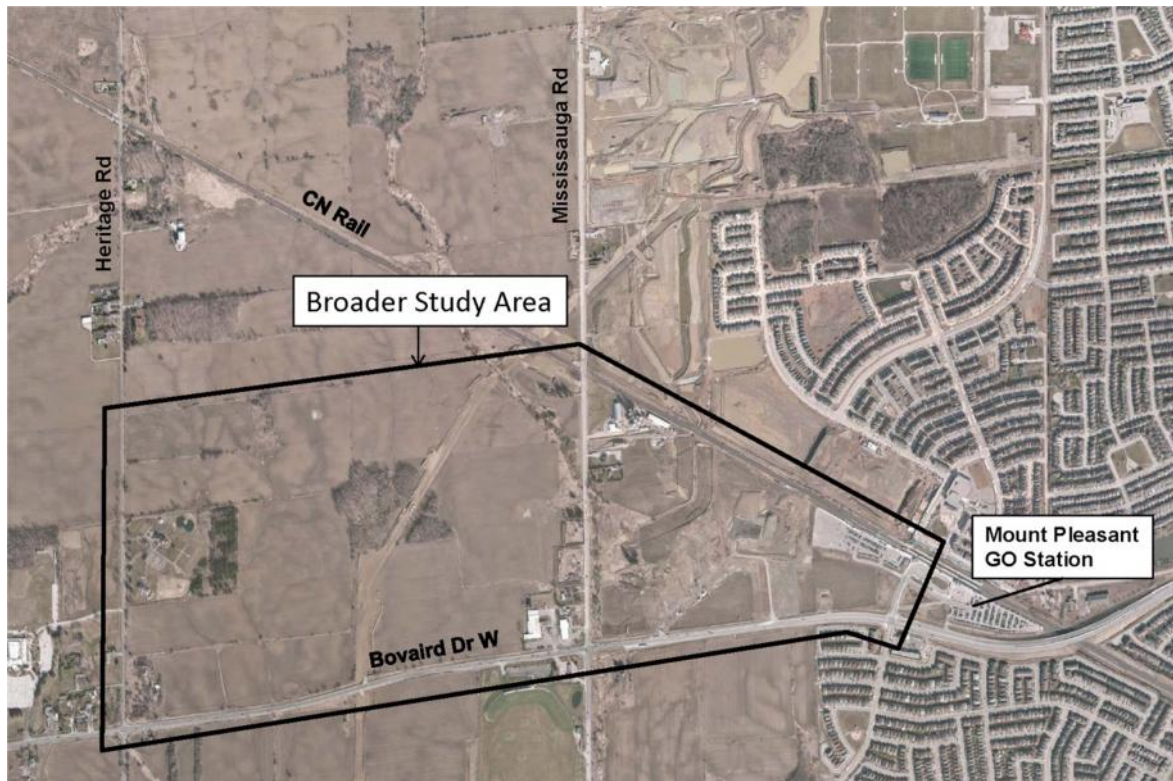 Heritage Rd
CN Rail
Mississauga Rd
Broader Study Area
Mount Pleasant
GO Station
Bovaird Dr W